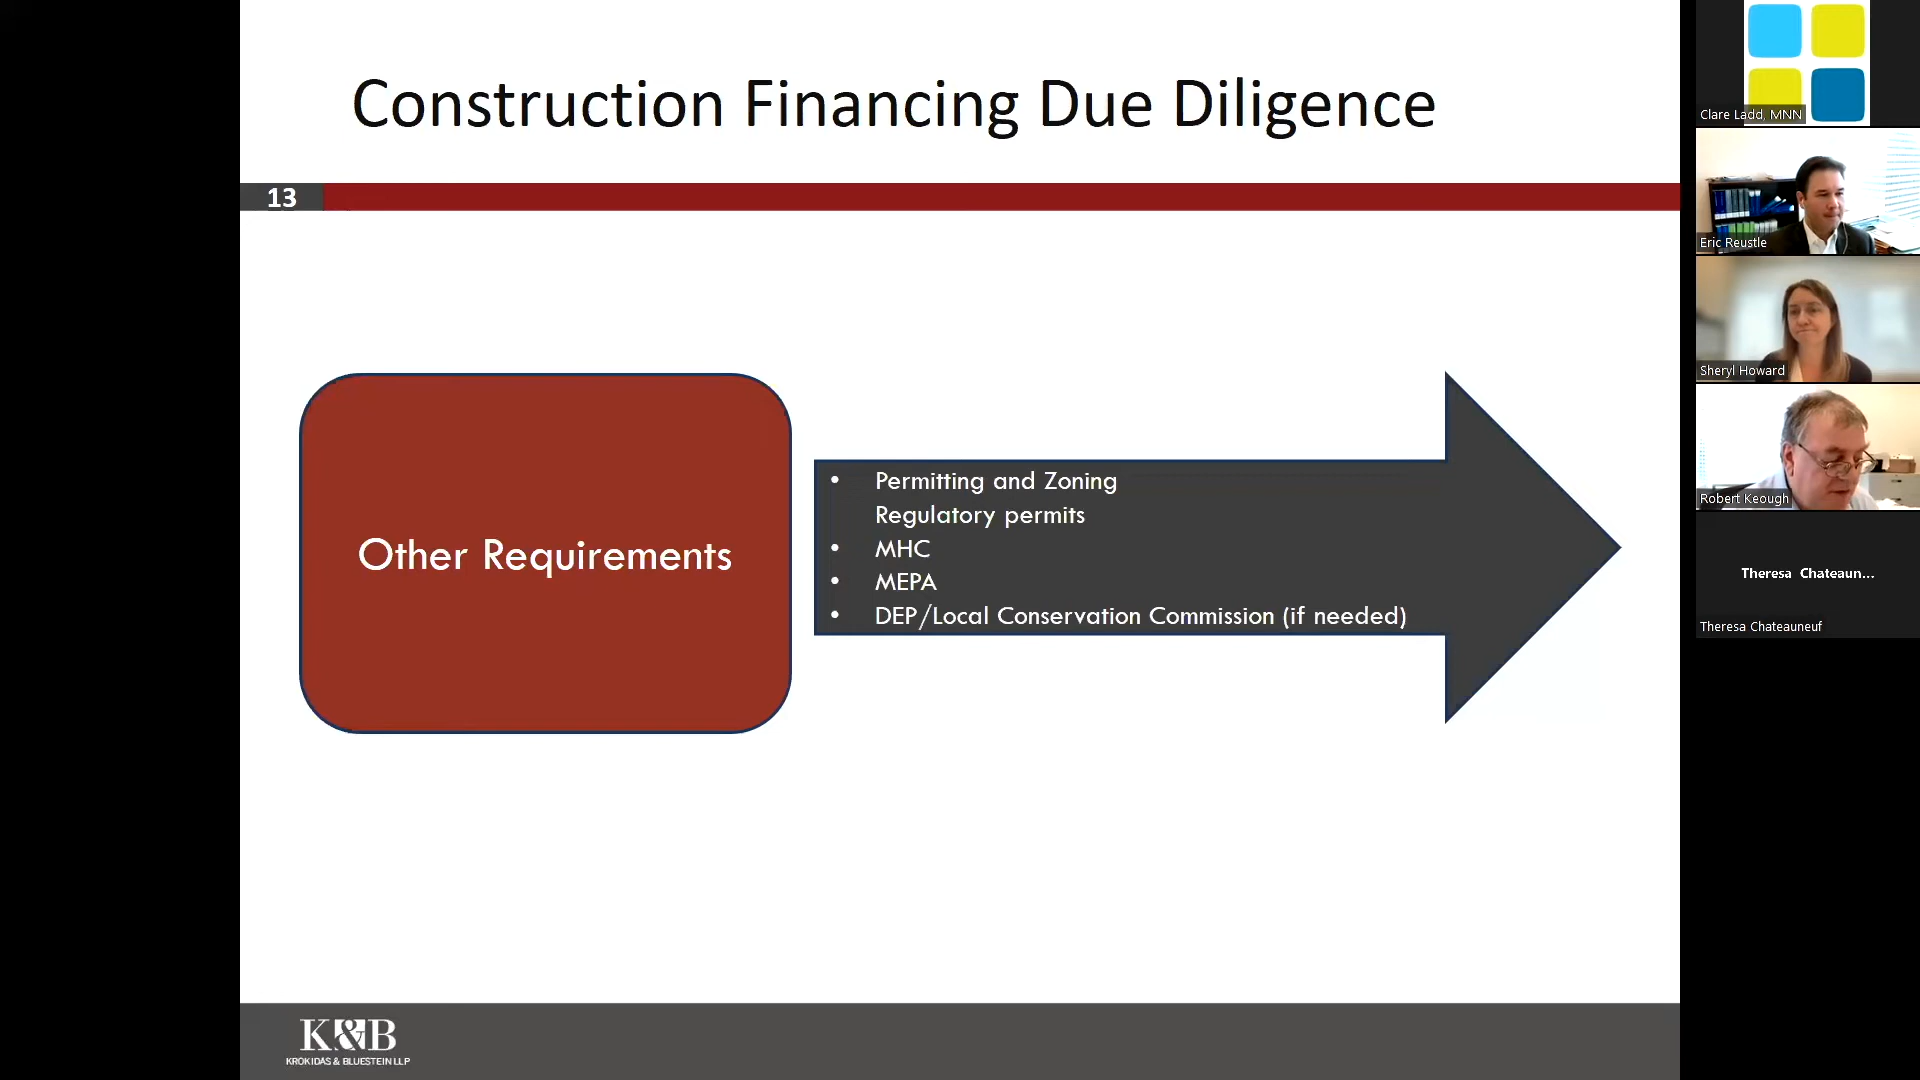 Construction Financing Due Diligence
13
Other Requirements
• Permitting and Zoning
Regulatory permits
• MHC
• MEPA
• DEP/Local Conservation Commission (if needed)
K&B
KROKIDAS & BLUESTEIN LLP
Clare Ladd, MNN
Eric Reustle
Sheryl Howard
Robert Keough
Theresa Chateaun...
Theresa Chateauneuf